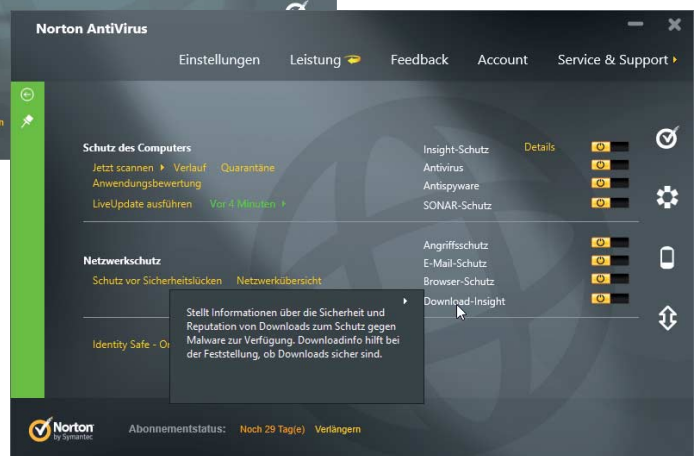 Norton AntiVirus
Einstellungen Leistung Feedback Account Service & Support
Schutz des Computers
Jetzt scannen Verlauf Quarantäne
Anwendungsbewertung
LiveUpdate ausführen Vor 4 Minuten
Insight-Schutz Details
Antivirus
Antispyware
SONAR-Schutz
Netzwerkschutz
Schutz vor Sicherheitslücken Netzwerkübersicht
Angriffsschutz
E-Mail-Schutz
Browser-Schutz
Download-Insight
Stellt Informationen über die Sicherheit und
Reputation von Downloads zum Schutz gegen
Malware zur Verfügung. Downloadinfo hilft bei
der Feststellung, ob Downloads sicher sind.
Identity Safe -
Norton
by Symantec
Abonnementstatus: Noch 29 Tag(e) Verlängern